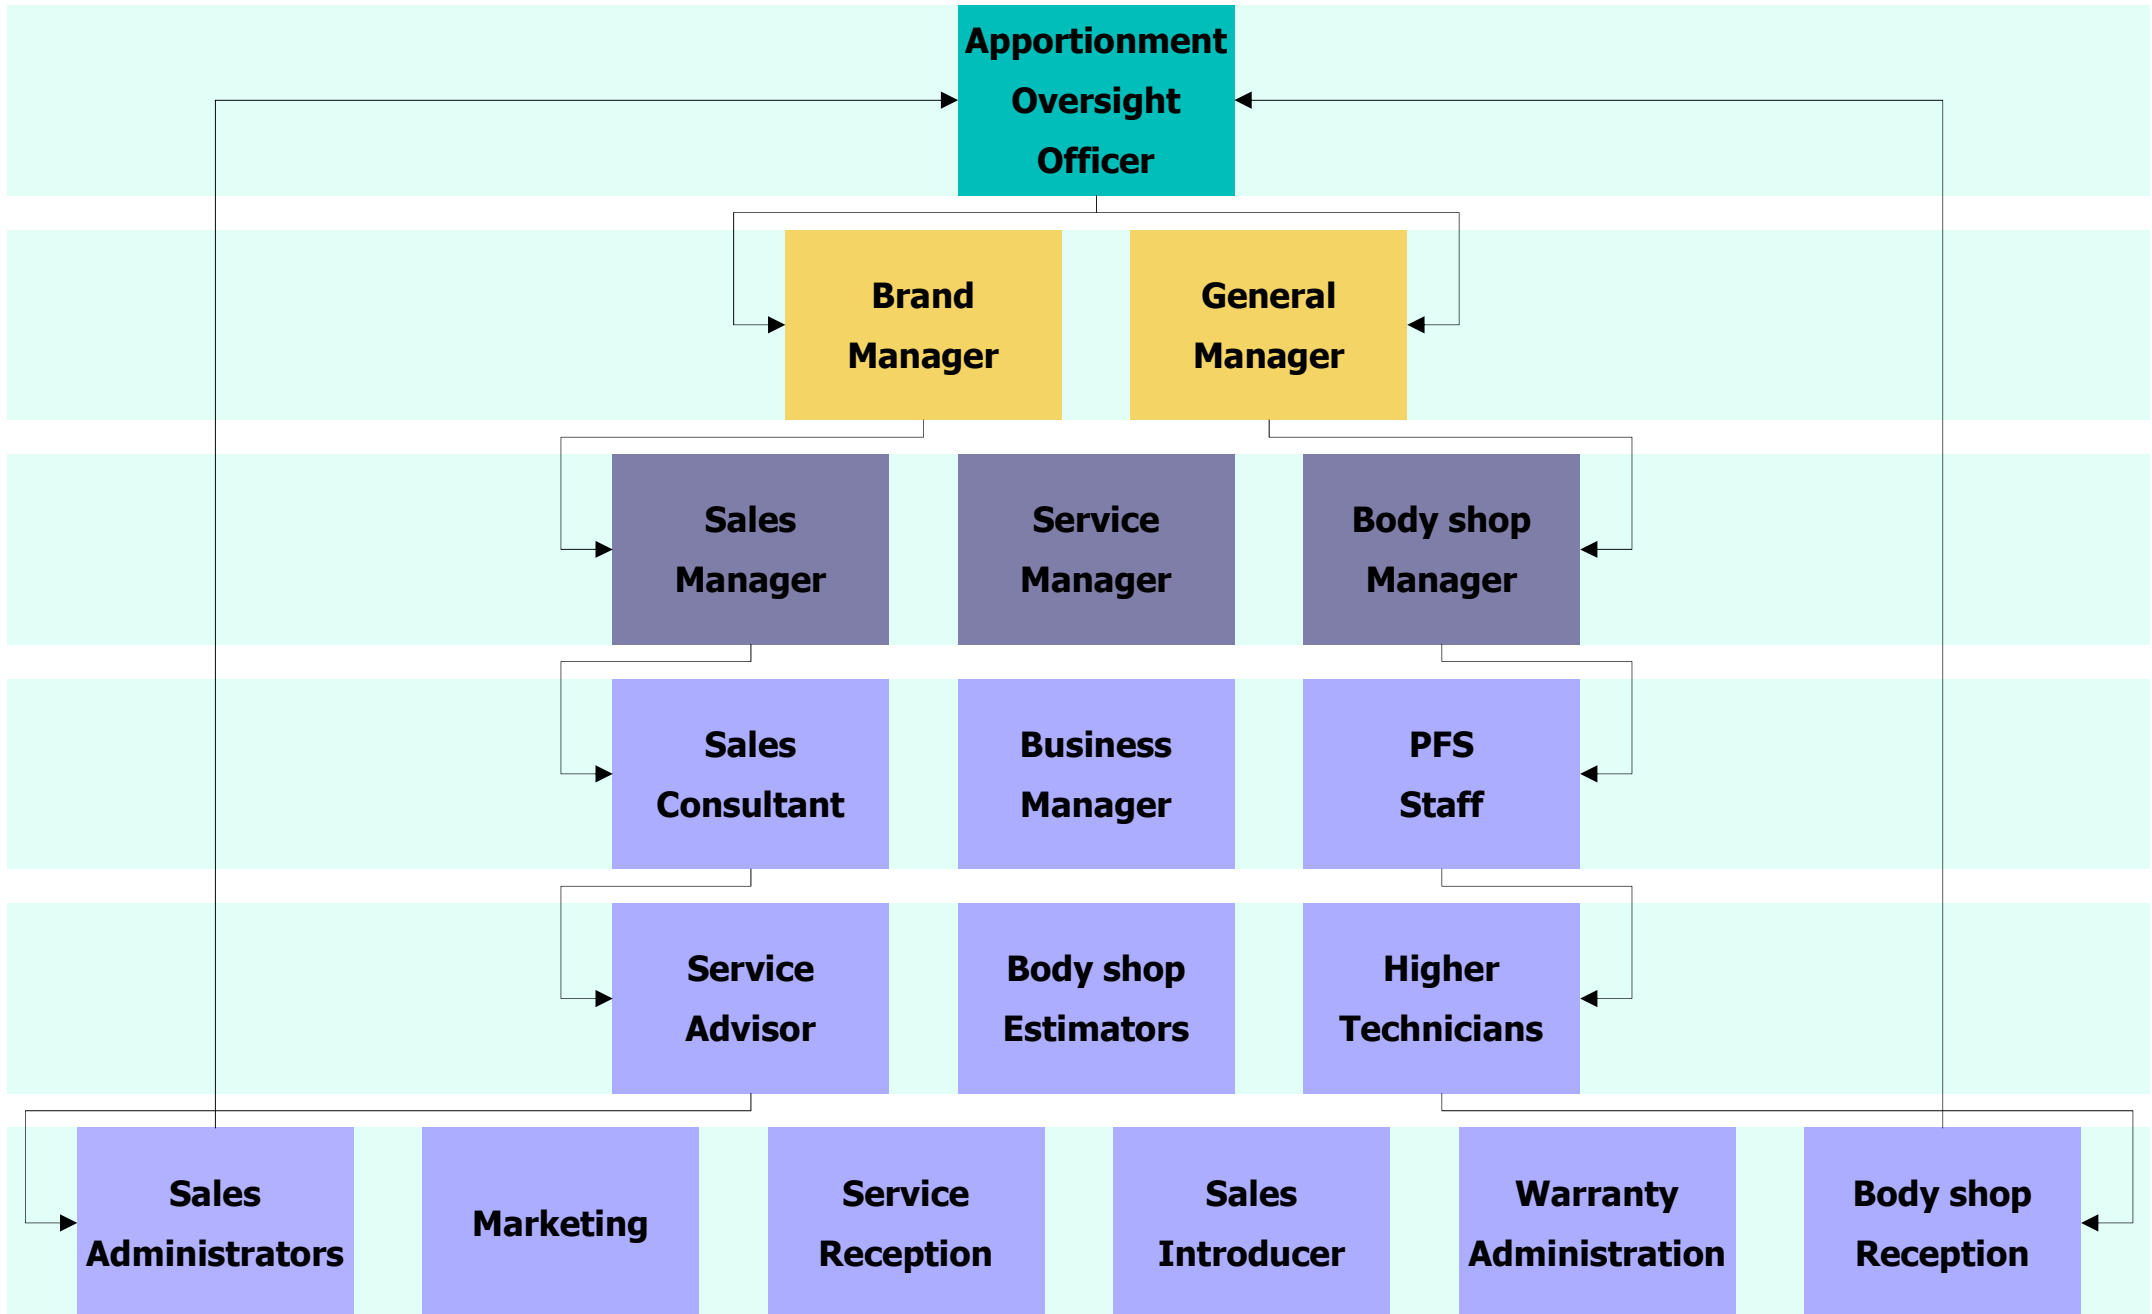 Apportionment
Oversight
Officer
Brand
Manager
General
Manager
Sales
Manager
Service
Manager
Body shop
Manager
Sales
Consultant
Business
Manager
PFS
Staff
Service
Advisor
Body shop
Estimators
Higher
Technicians
Sales
Administrators
Marketing
Service
Reception
Sales
Introducer
Warranty
Administration
Body shop
Reception